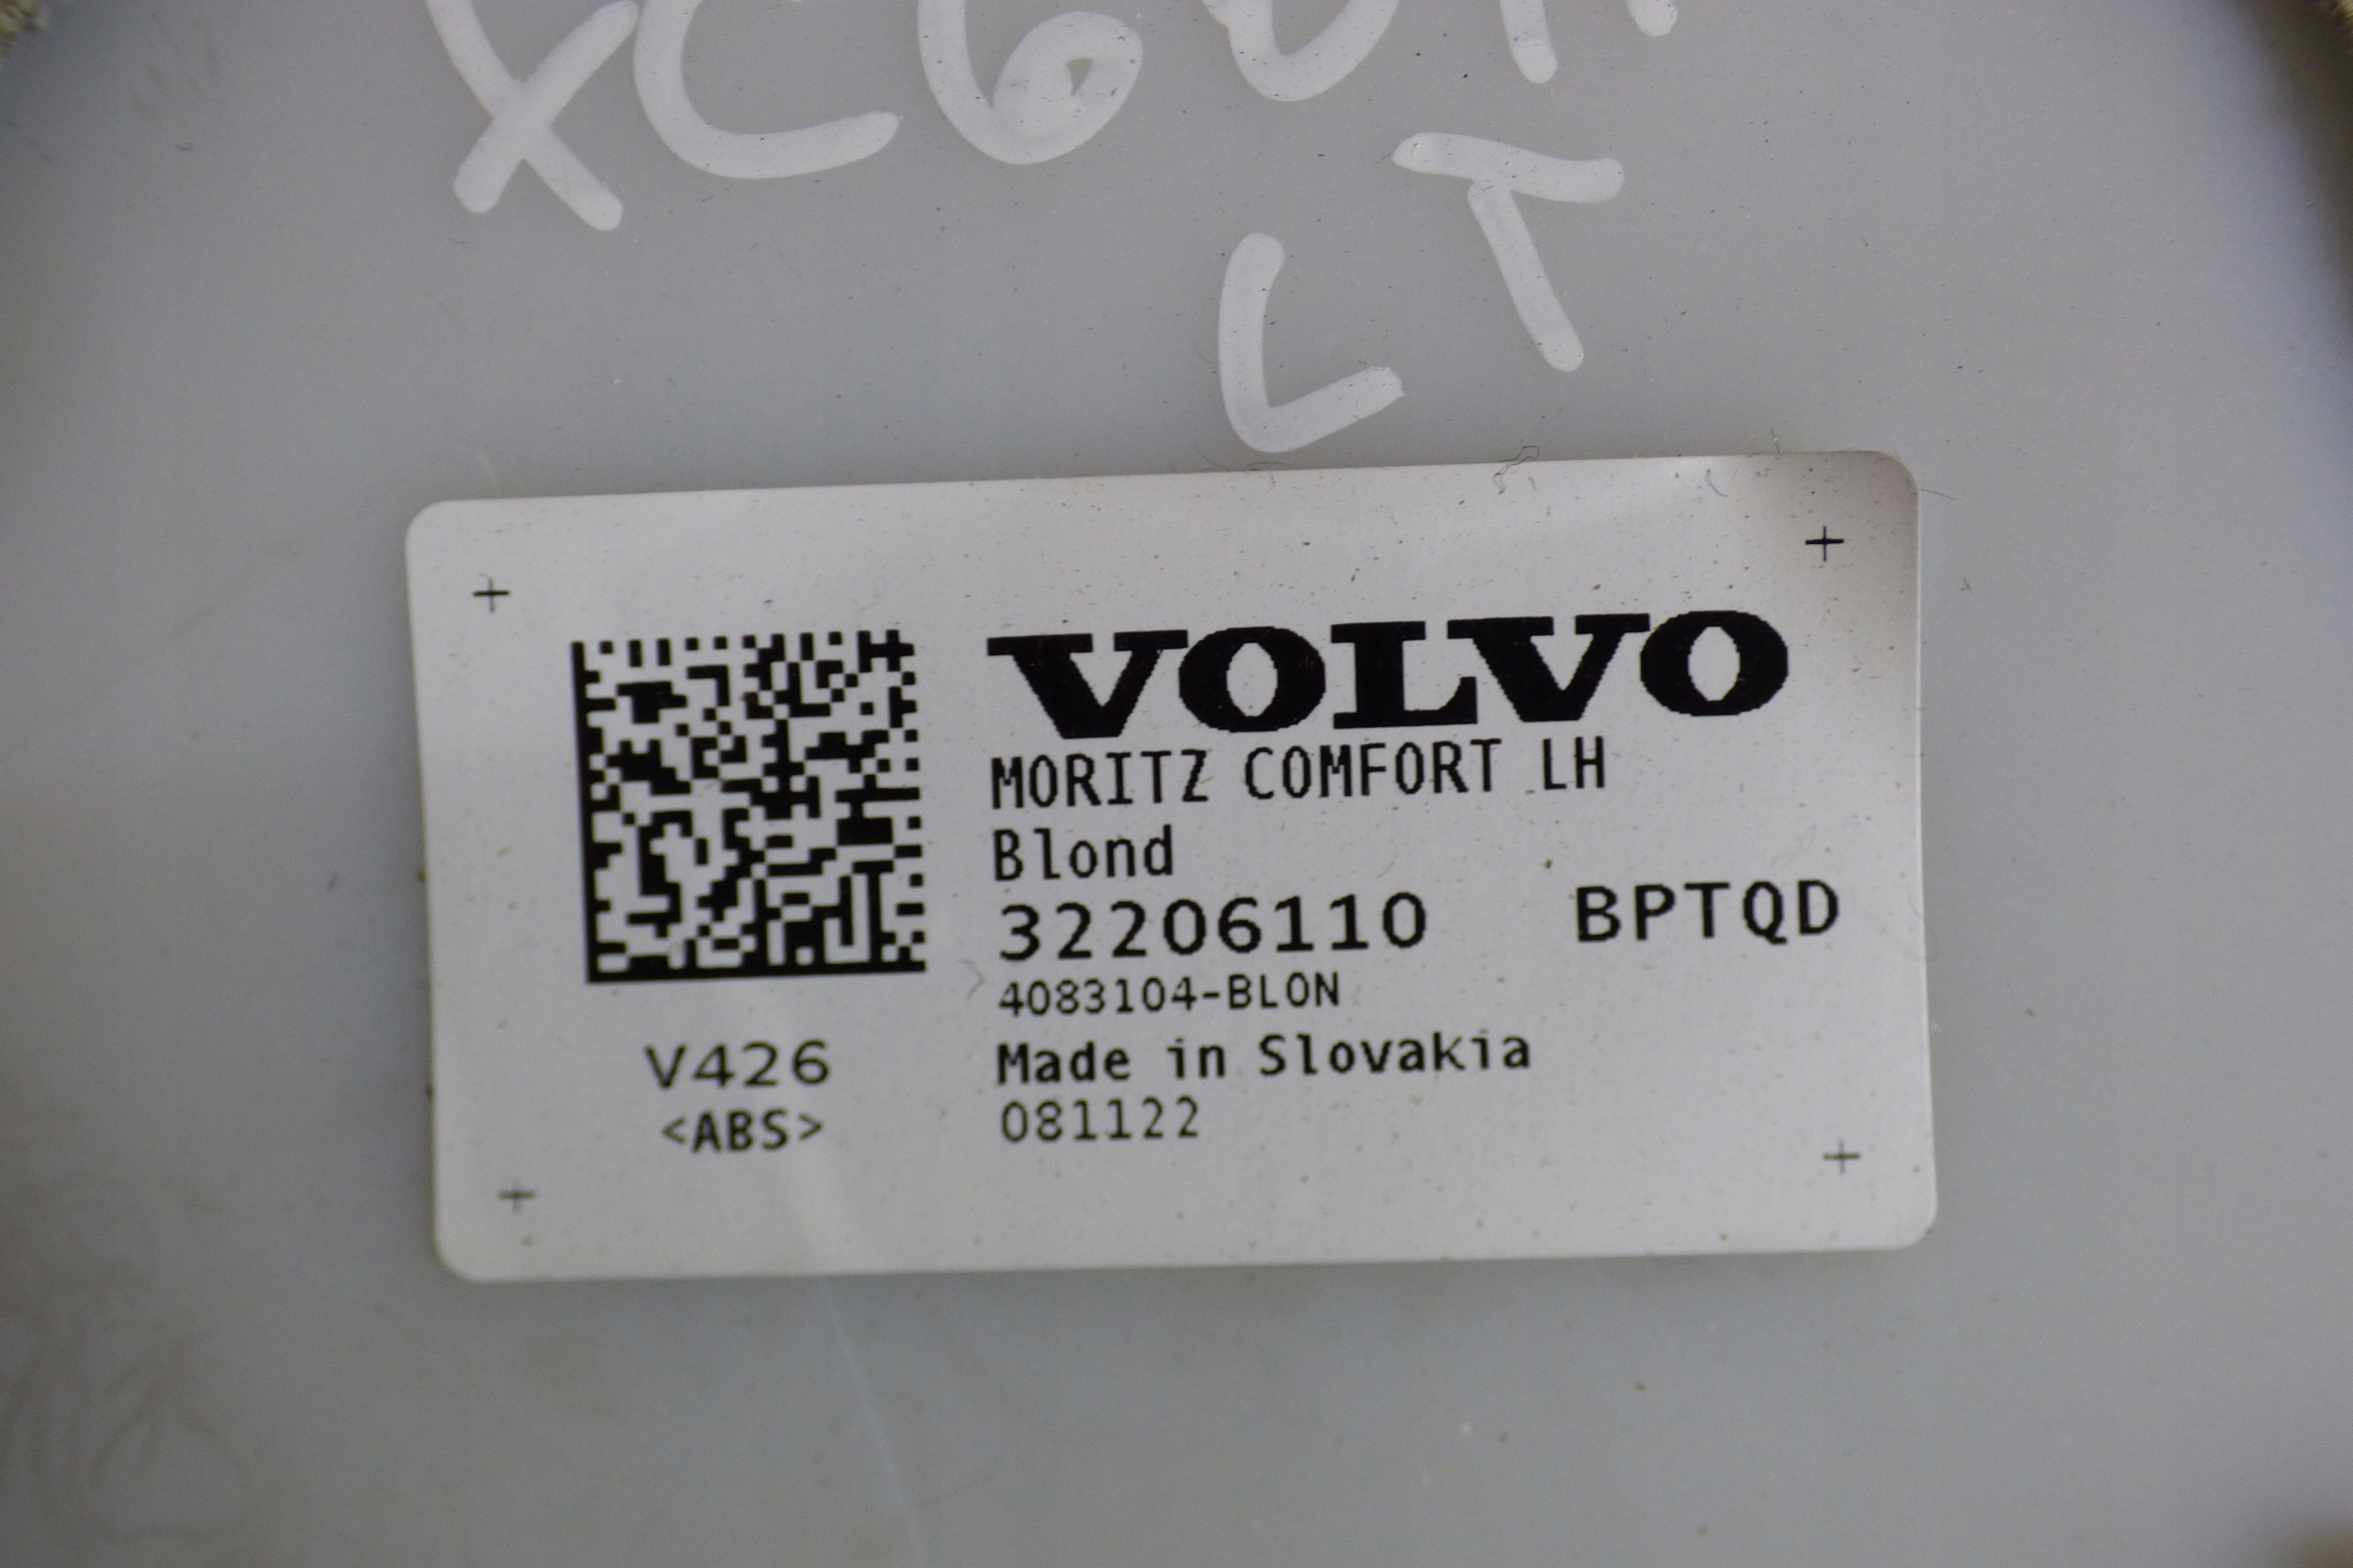 XC60
LT
VOLVO
MORITZ COMFORT LH
Blond
32206110 BPTQD
4083104-BLON
Made in Slovakia
081122
V426
<ABS>